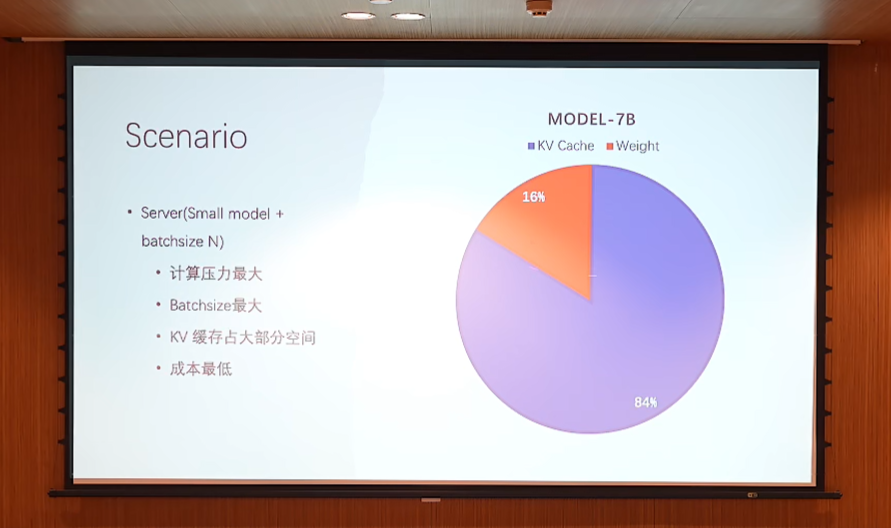 Scenario
• Server(Small model +
batchsize N)
• 计算压力最大
• Batchsize最大
• KV 缓存占大部分空间
• 成本最低
MODEL-7B
KV Cache Weight
16%
84%